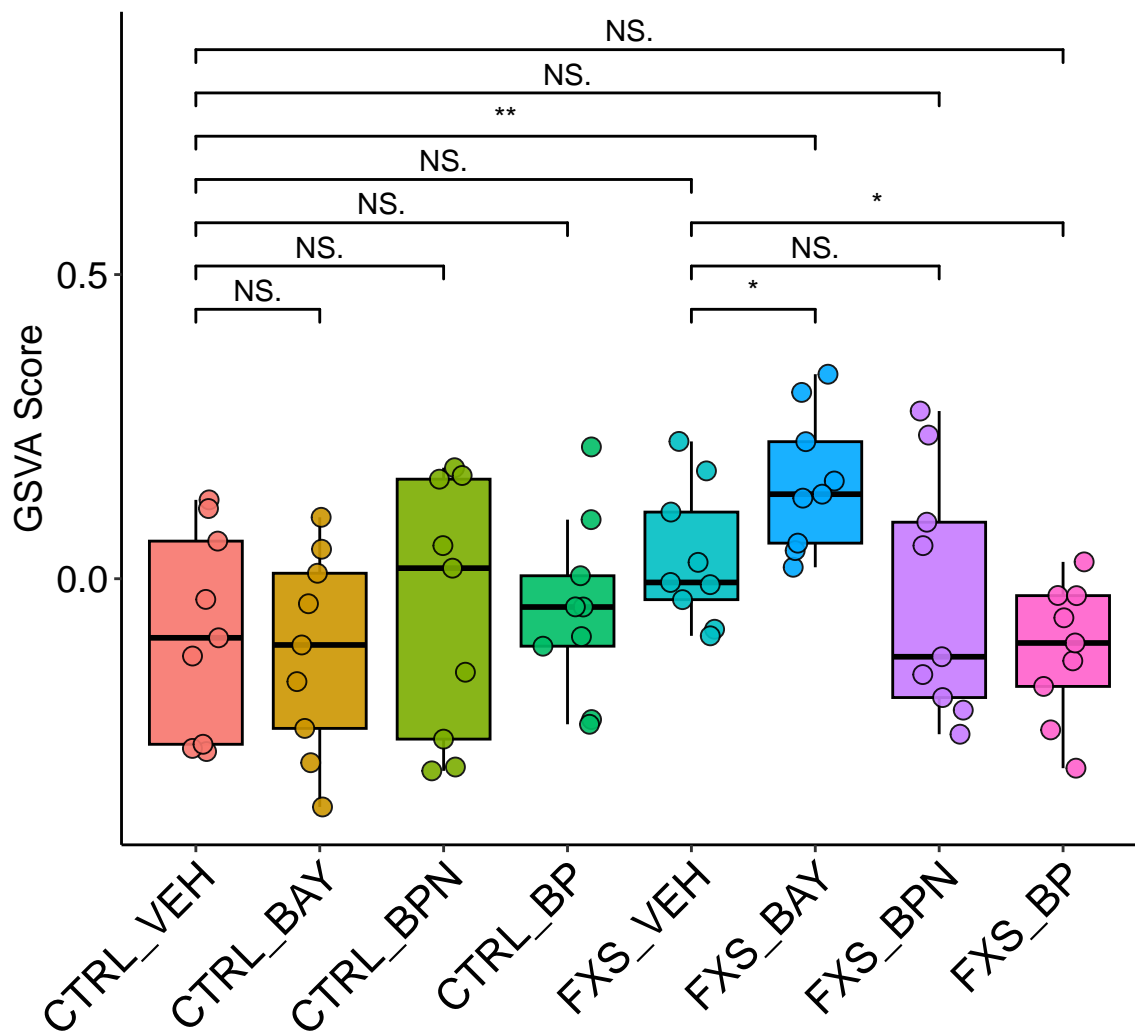 NS.
NS.
**
NS.
NS.
*
NS.
NS.
NS.
*
0.5
0.0
GSVA Score
CTRL_VEH
CTRL_BAY
CTRL_BPN
CTRL_BP
FXS_VEH
FXS_BAY
FXS_BPN
FXS_BP